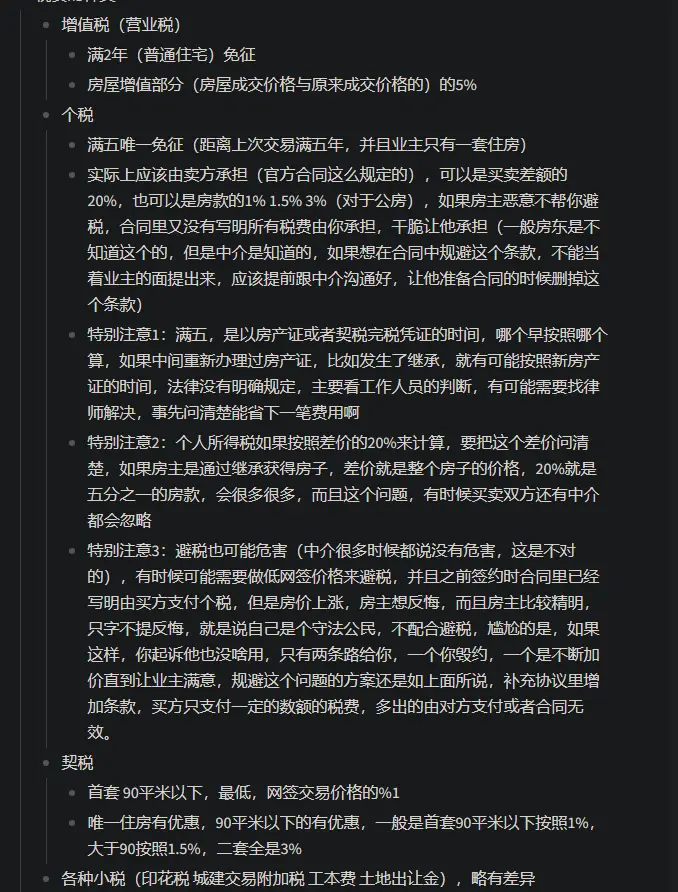 增值税（营业税）
满2年（普通住宅）免征
房屋增值部分（房屋成交价格与原来成交价格的）的5%
个税
满五唯一免征（距离上次交易满五年，并且业主只有一套住房）
实际上应该由卖方承担（官方合同这么规定的），可以是买卖差额的
20%，也可以是房款的1% 1.5% 3%（对于公房），如果房主恶意不帮你避
税，合同里又没有写明所有税费由你承担，干脆让他承担（一般房东是不
知道这个的，但是中介是知道的，如果想在合同中规避这个条款，不能当
着业主的面提出来，应该提前跟中介沟通好，让他准备合同的时候删掉这
个条款）
特别注意1：满五，是以房产证或者契税完税凭证的时间，哪个早按照哪个
算，如果中间重新办理过房产证，比如发生了继承，就有可能按照新房产
证的时间，法律没有明确规定，主要看工作人员的判断，有可能需要找律
师解决，事先问清楚能省下一笔费用啊
特别注意2：个人所得税如果按照差价的20%来计算，要把这个差价问清
楚，如果房主是通过继承获得房子，差价就是整个房子的价格，20%就是
五分之一的房款，会很多很多，而且这个问题，有时候买卖双方还有中介
都会忽略
特别注意3：避税也可能危害（中介很多时候都说没有危害，这是不对
的），有时候可能需要做低网签价格来避税，并且之前签约时合同里已经
写明由买方支付个税，但是房价上涨，房主想反悔，而且房主比较精明，
只字不提反悔，就是说自己是个守法公民，不配合避税，尴尬的是，如果
这样，你起诉他也没啥用，只有两条路给你，一个你毁约，一个是不断加
价直到让业主满意，规避这个问题的方案还是如上面所说，补充协议里增
加条款，买方只支付一定的数额的税费，多出的由对方支付或者合同无
效。
契税
首套 90平米以下，最低，网签交易价格的%1
唯一住房有优惠，90平米以下的有优惠，一般是首套90平米以下按照1%，
大于90按照1.5%，二套全是3%
各种小税（印花税 城建交易附加税 工本费 土地出让金），略有差异